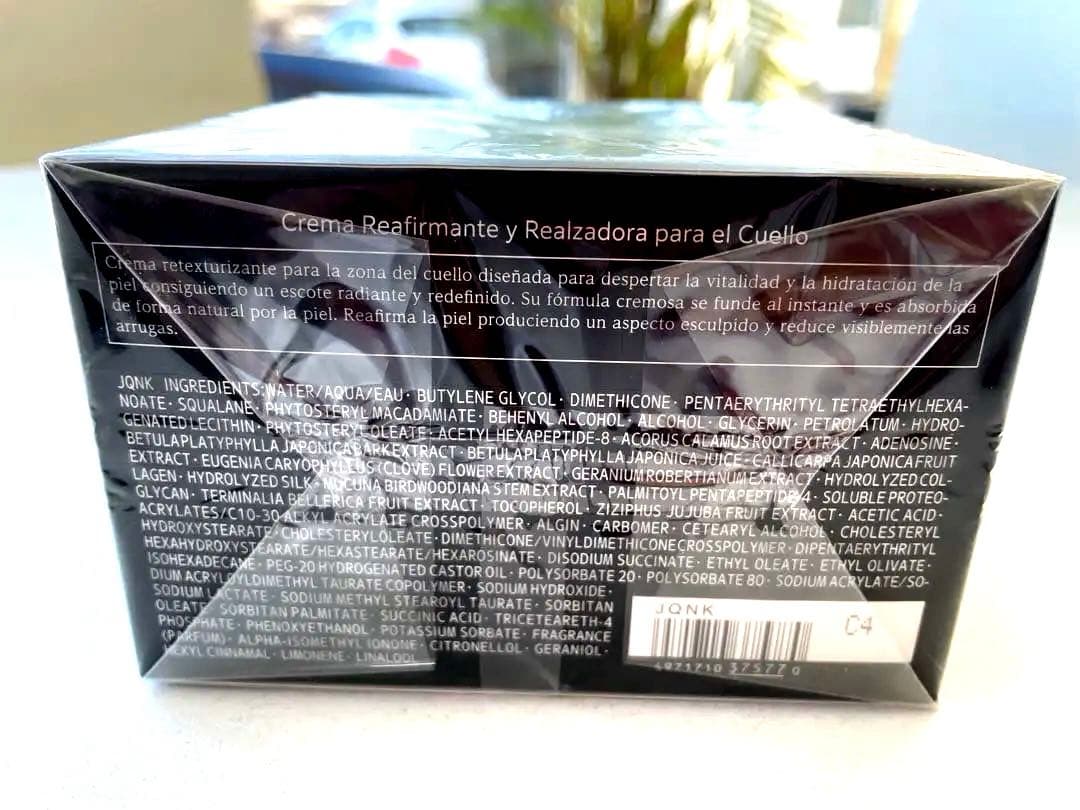 Crema Reafirmante y Realzadora para el Cuello
Crema retexturizante para la zona del cuello diseñada para despertar la vitalidad y la hidratación de la
piel consiguiendo un escote radiante y redefinido. Su fórmula cremosa se funde al instante y es absorbida
de forma natural por la piel. Reafirma la piel produciendo un aspecto esculpido y reduce visiblemente las
arrugas.
JQNK INGREDIENTS:WATER/AQUA/EAU· BUTYLENE GLYCOL· DIMETHICONE· PENTAERYTHRITYL TETRAETHYLHEXA-
NOATE· SQUALANE· PHYTOSTERYL MACADAMIATE· BEHENYL ALCOHOL· ALCOHOL· GLYCERIN· PETROLATUM· HYDRO-
GENATED LECITHIN· PHYTOSTERYL OLEATE· ACETYL HEXAPEPTIDE-8· ACORUS CALAMUS ROOT EXTRACT· ADENOSINE·
BETULA PLATYPHYLLA JAPONICA BARK EXTRACT· BETULA PLATYPHYLLA JAPONICA JUICE· CALLICARPA JAPONICA FRUIT
EXTRACT· EUGENIA CARYOPHYLLUS (CLOVE) FLOWER EXTRACT· GERANIUM ROBERTIANUM EXTRACT· HYDROLYZED COL-
LAGEN· HYDROLYZED SILK· MUCUNA BIRDWOODIANA STEM EXTRACT· PALMITOYL PENTAPEPTIDE-4· SOLUBLE PROTEO-
GLYCAN· TERMINALIA BELLERICA FRUIT EXTRACT· TOCOPHEROL· ZIZIPHUS JUJUBA FRUIT EXTRACT· ACETIC ACID·
ACRYLATES/C10-30 ALKYL ACRYLATE CROSSPOLYMER· ALGIN· CARBOMER· CETEARYL ALCOHOL· CHOLESTERYL
HYDROXYSTEARATE· CHOLESTERYL OLEATE· DIMETHICONE/VINYL DIMETHICONE CROSSPOLYMER· DIPENTAERYTHRITYL
HEXAHYDROXYSTEARATE/HEXASTEARATE/HEXAROSINATE· DISODIUM SUCCINATE· ETHYL OLEATE· ETHYL OLIVATE·
ISOHEXADECANE· PEG-20 HYDROGENATED CASTOR OIL· POLYSORBATE 20· POLYSORBATE 80· SODIUM ACRYLATE/SO-
DIUM ACRYLOYLDIMETHYL TAURATE COPOLYMER· SODIUM HYDROXIDE·
SODIUM LACTATE· SODIUM METHYL STEAROYL TAURATE· SORBITAN
OLEATE· SORBITAN PALMITATE· SUCCINIC ACID· TRICETEARETH-4
PHOSPHATE· PHENOXYETHANOL· POTASSIUM SORBATE· FRAGRANCE
(PARFUM)· ALPHA-ISOMETHYL IONONE· CITRONELLOL· GERANIOL·
HEXYL CINNAMAL· LIMONENE· LINALOOL
JQNK
C4
4971710 37577 0